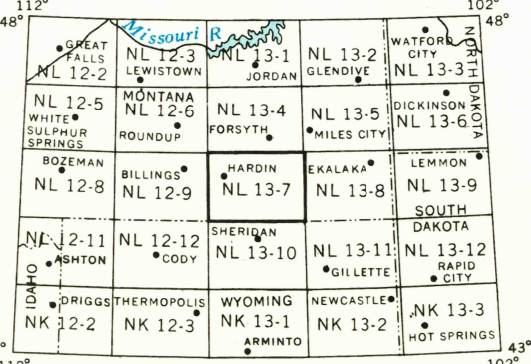 112° 102°
48° Missouri R 48°
GREAT FALLS
NL 12-2
NL 12-3
LEWISTOWN
NL 13-1
JORDAN
NL 13-2
GLENDIVE
WATFORD CITY
NL 13-3
NORTH DAKOTA
NL 12-5
WHITE SULPHUR SPRINGS
MONTANA
NL 12-6
ROUNDUP
NL 13-4
FORSYTH
NL 13-5
MILES CITY
DICKINSON
NL 13-6
BOZEMAN
NL 12-8
BILLINGS
NL 12-9
HARDIN
NL 13-7
EKALAKA
NL 13-8
LEMMON
NL 13-9
SOUTH DAKOTA
NL 12-11
ASHTON
NL 12-12
CODY
SHERIDAN
NL 13-10
NL 13-11
GILLETTE
NL 13-12
RAPID CITY
IDAHO
DRIGGS
NK 12-2
THERMOPOLIS
NK 12-3
WYOMING
NK 13-1
ARMINTO
NEWCASTLE
NK 13-2
NK 13-3
HOT SPRINGS
43°